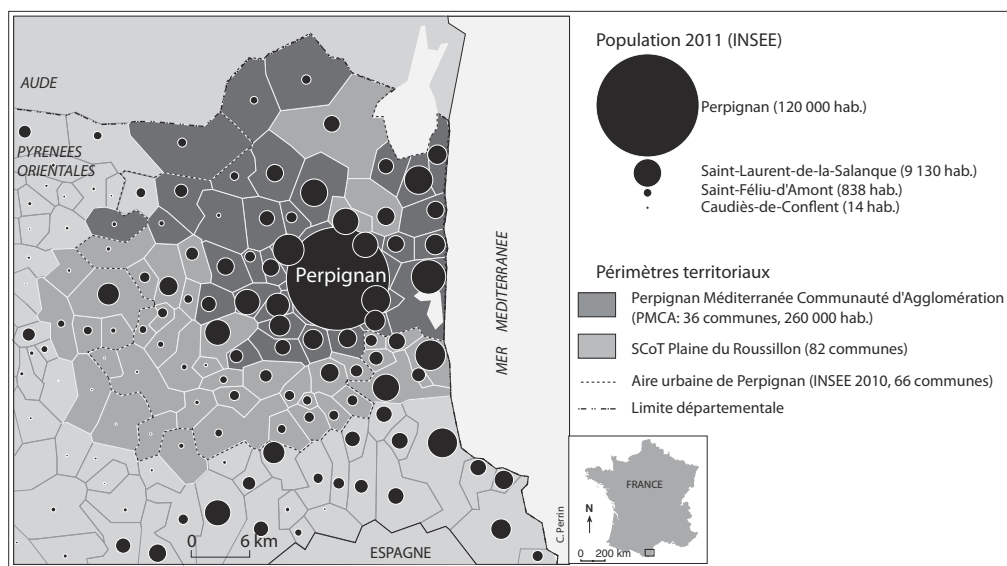 AUDE
PYRENEES
ORIENTALES
Perpignan
MER MEDITERRANEE
ESPAGNE
0 6 km
C. Perrin
Population 2011 (INSEE)
Perpignan (120 000 hab.)
Saint-Laurent-de-la-Salanque (9 130 hab.)
Saint-Féliu-d'Amont (838 hab.)
Caudiès-de-Conflent (14 hab.)
Périmètres territoriaux
Perpignan Méditerranée Communauté d'Agglomération
(PMCA: 36 communes, 260 000 hab.)
SCoT Plaine du Roussillon (82 communes)
Aire urbaine de Perpignan (INSEE 2010, 66 communes)
Limite départementale
FRANCE
N
0 200 km